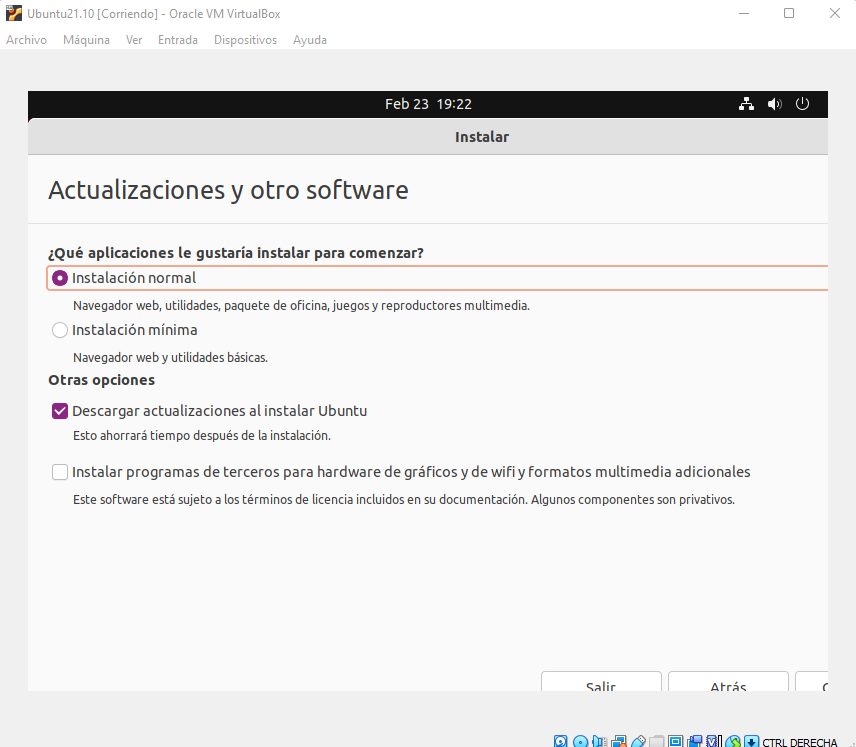 Ubuntu21.10 [Corriendo] - Oracle VM VirtualBox
Archivo Máquina Ver Entrada Dispositivos Ayuda
Feb 23 19:22
Instalar
Actualizaciones y otro software
¿Qué aplicaciones le gustaría instalar para comenzar?
Instalación normal
Navegador web, utilidades, paquete de oficina, juegos y reproductores multimedia.
Instalación mínima
Navegador web y utilidades básicas.
Otras opciones
Descargar actualizaciones al instalar Ubuntu
Esto ahorrará tiempo después de la instalación.
Instalar programas de terceros para hardware de gráficos y de wifi y formatos multimedia adicionales
Este software está sujeto a los términos de licencia incluidos en su documentación. Algunos componentes son privativos.
Salir Atrás
CTRL DERECHA